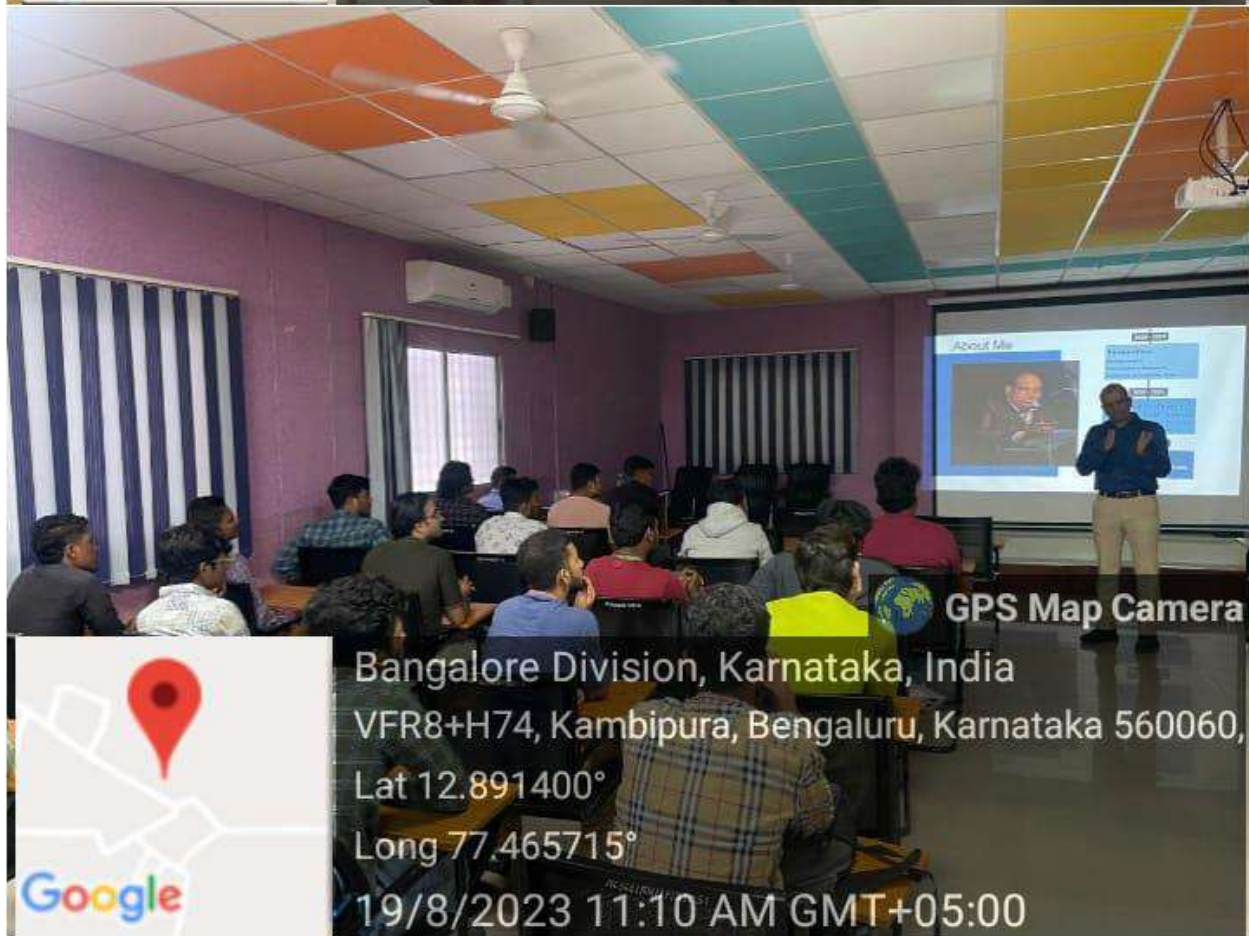 About Me
GPS Map Camera
Bangalore Division, Karnataka, India
VFR8+H74, Kambipura, Bengaluru, Karnataka 560060,
Lat 12.891400°
Long 77.465715°
Google
19/8/2023 11:10 AM GMT+05:00